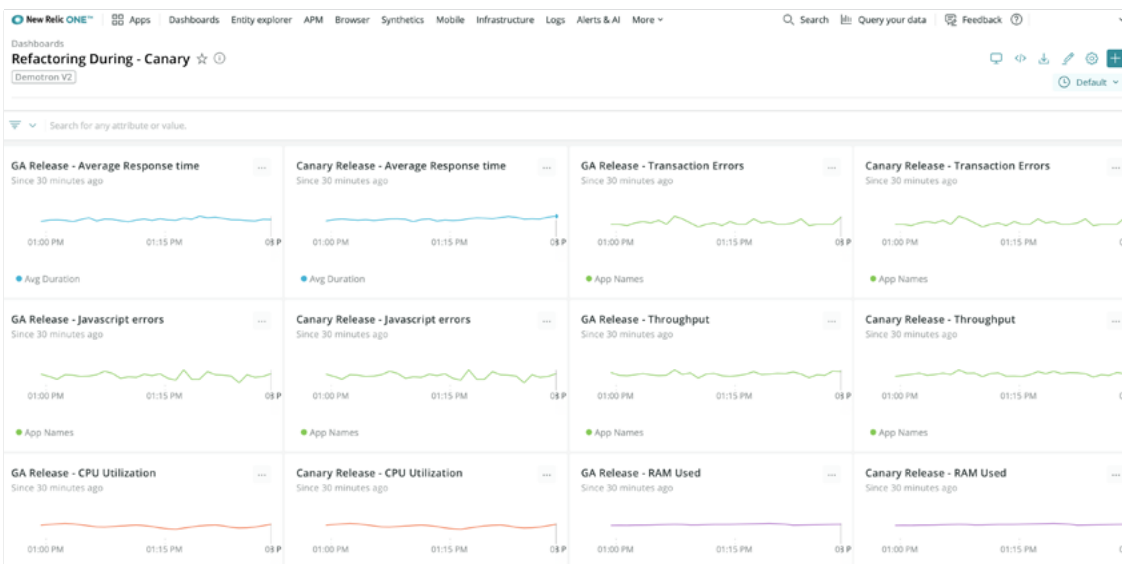 New Relic ONE™ Apps Dashboards Entity explorer APM Browser Synthetics Mobile Infrastructure Logs Alerts & AI More Search Query your data Feedback
Dashboards
Refactoring During - Canary
Demotron V2
Default
Search for any attribute or value.
GA Release - Average Response time
Since 30 minutes ago
01:00 PM 01:15 PM
Avg Duration
Canary Release - Average Response time
Since 30 minutes ago
01:00 PM 01:15 PM
Avg Duration
GA Release - Transaction Errors
Since 30 minutes ago
01:00 PM 01:15 PM
App Names
Canary Release - Transaction Errors
Since 30 minutes ago
01:00 PM 01:15 PM
App Names
GA Release - Javascript errors
Since 30 minutes ago
01:00 PM 01:15 PM
App Names
Canary Release - Javascript errors
Since 30 minutes ago
01:00 PM 01:15 PM
App Names
GA Release - Throughput
Since 30 minutes ago
01:00 PM 01:15 PM
App Names
Canary Release - Throughput
Since 30 minutes ago
01:00 PM 01:15 PM
App Names
GA Release - CPU Utilization
Since 30 minutes ago
01:00 PM 01:15 PM
Canary Release - CPU Utilization
Since 30 minutes ago
01:00 PM 01:15 PM
GA Release - RAM Used
Since 30 minutes ago
01:00 PM 01:15 PM
Canary Release - RAM Used
Since 30 minutes ago
01:00 PM 01:15 PM